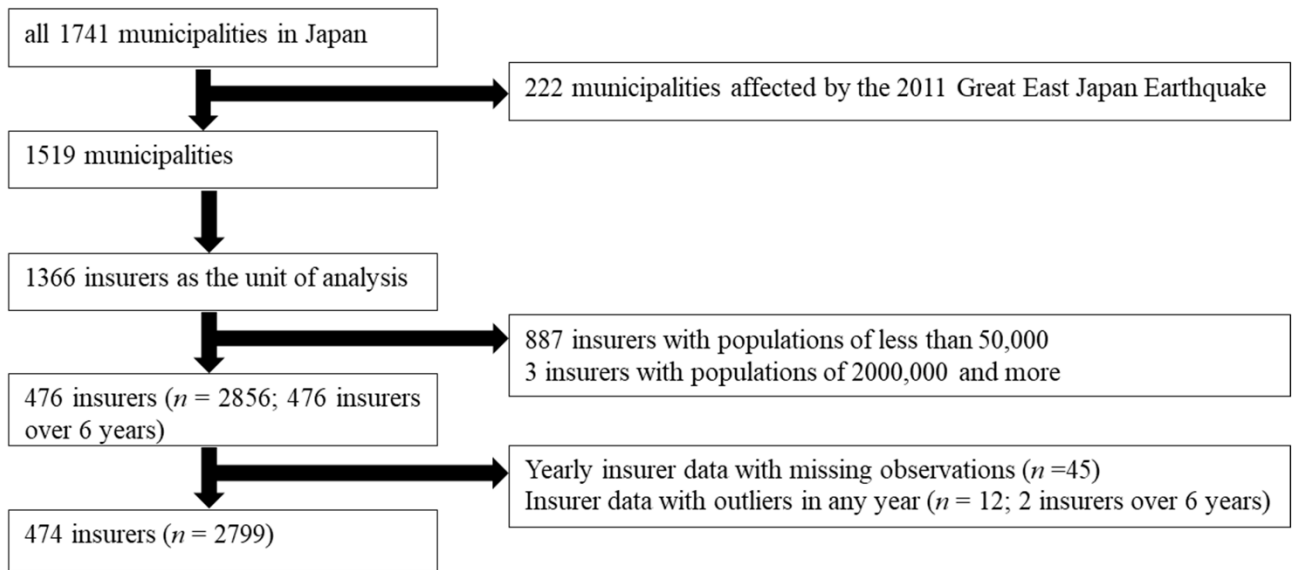 all 1741 municipalities in Japan
222 municipalities affected by the 2011 Great East Japan Earthquake
1519 municipalities
1366 insurers as the unit of analysis
887 insurers with populations of less than 50,000
3 insurers with populations of 2000,000 and more
476 insurers (n = 2856; 476 insurers
over 6 years)
Yearly insurer data with missing observations (n =45)
Insurer data with outliers in any year (n = 12; 2 insurers over 6 years)
474 insurers (n = 2799)